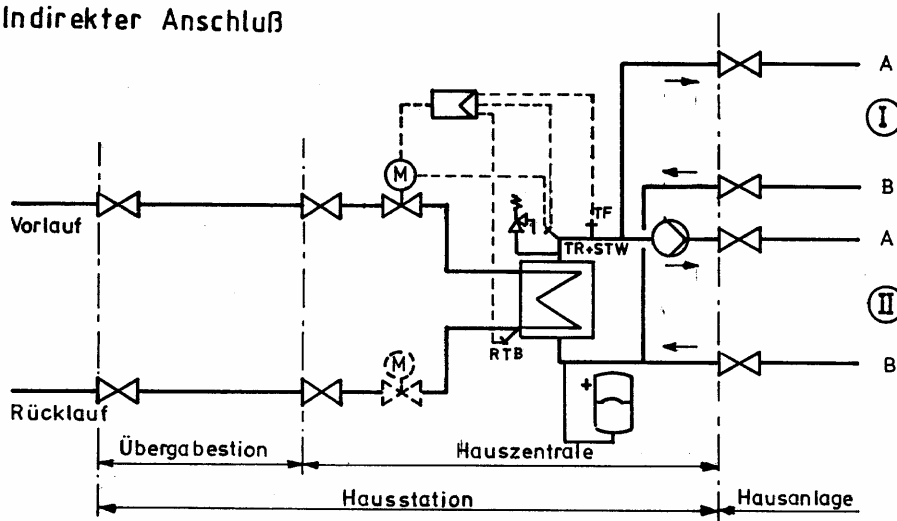 Indirekter Anschluß
A
I
M
B
Vorlauf
TF
A
TR+STW
II
RTB
M
B
Rücklauf
+
Übergabestion
Hauszentrale
Hausstation
Hausanlage